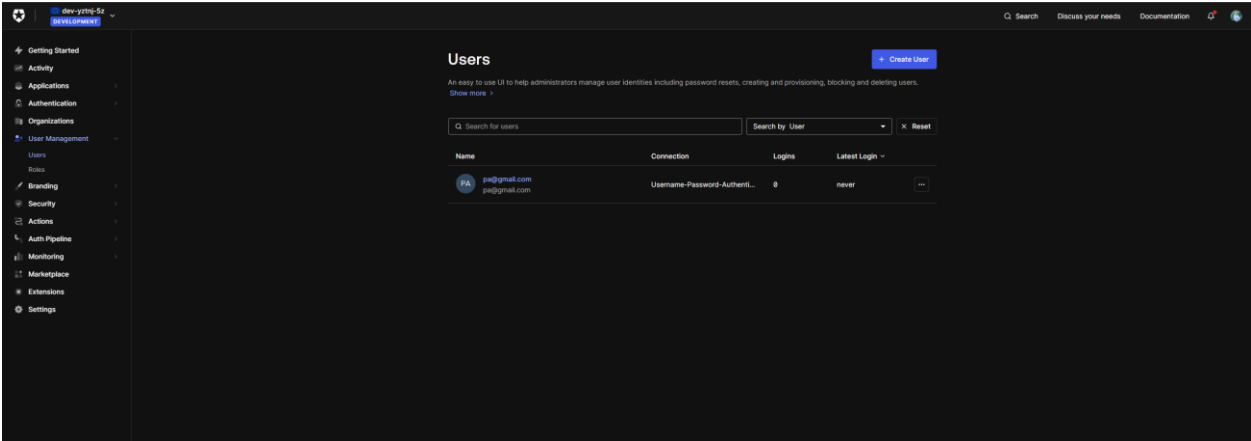 dev-yztnj-5z
DEVELOPMENT
Search
Discuss your needs
Documentation
Getting Started
Activity
Applications
Authentication
Organizations
User Management
Users
Roles
Branding
Security
Actions
Auth Pipeline
Monitoring
Marketplace
Extensions
Settings
Users
+ Create User
An easy to use UI to help administrators manage user identities including password resets, creating and provisioning, blocking and deleting users.
Show more >
Search for users
Search by User
× Reset
Name Connection Logins Latest Login
PA pa@gmail.com
pa@gmail.com
Username-Password-Authenti... 0 never ...